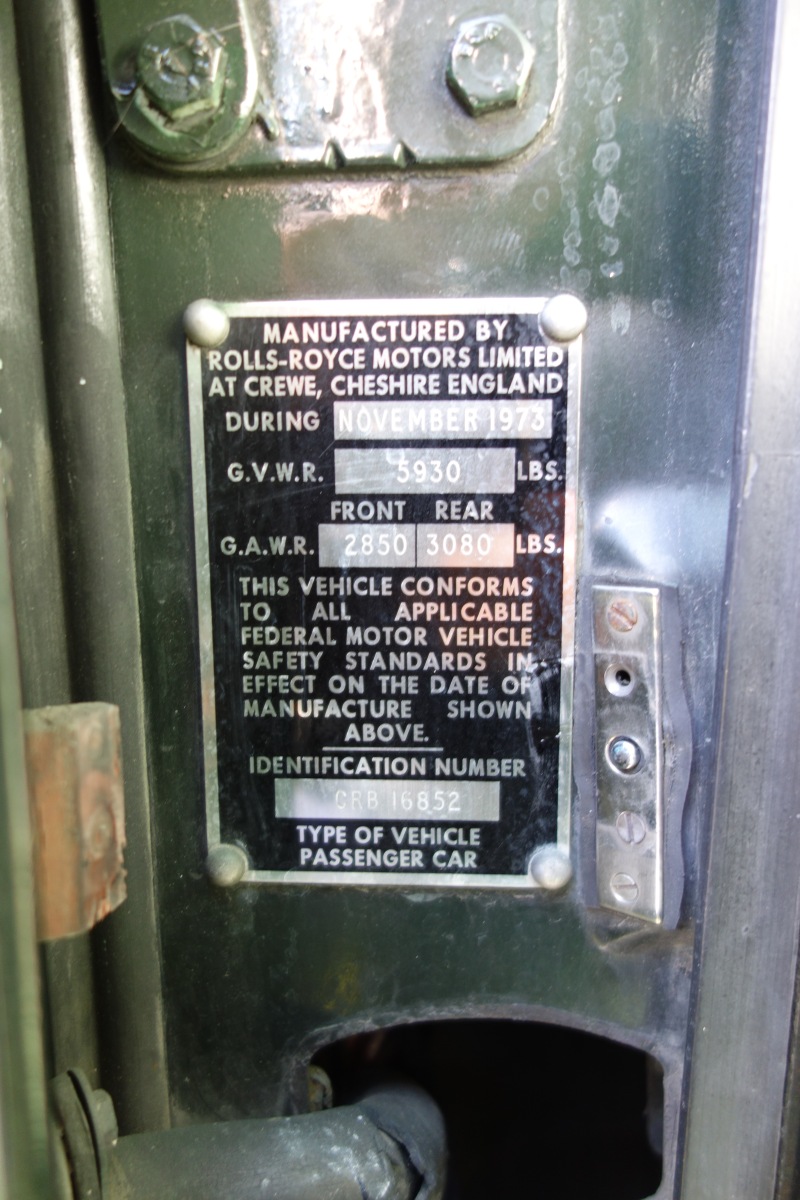 MANUFACTURED BY
ROLLS-ROYCE MOTORS LIMITED
AT CREWE, CHESHIRE ENGLAND
DURING NOVEMBER 1973
G.V.W.R. 5930 LBS.
FRONT REAR
G.A.W.R. 2850 3080 LBS.
THIS VEHICLE CONFORMS
TO ALL APPLICABLE
FEDERAL MOTOR VEHICLE
SAFETY STANDARDS IN
EFFECT ON THE DATE OF
MANUFACTURE SHOWN
ABOVE.
IDENTIFICATION NUMBER
CRB 16852
TYPE OF VEHICLE
PASSENGER CAR